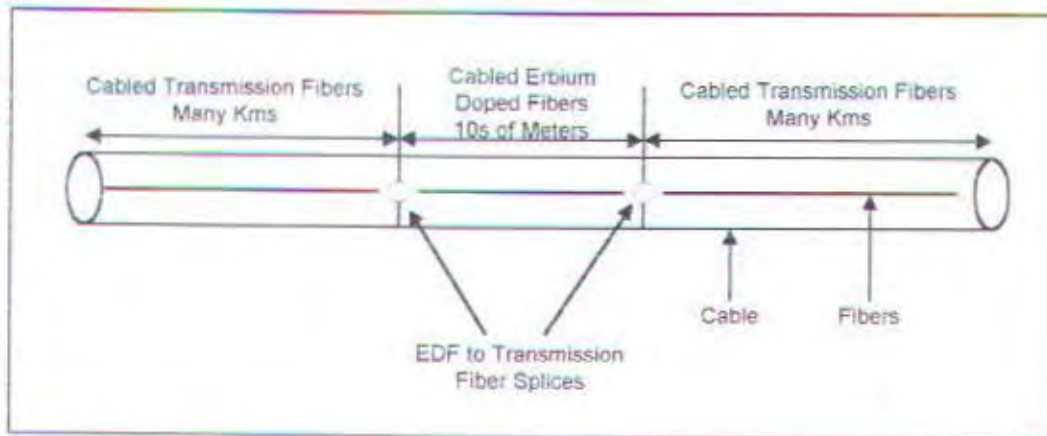 Cabled Transmission Fibers
Many Kms
Cabled Erbium
Doped Fibers
10s of Meters
Cabled Transmission Fibers
Many Kms
Cable
Fibers
EDF to Transmission
Fiber Splices